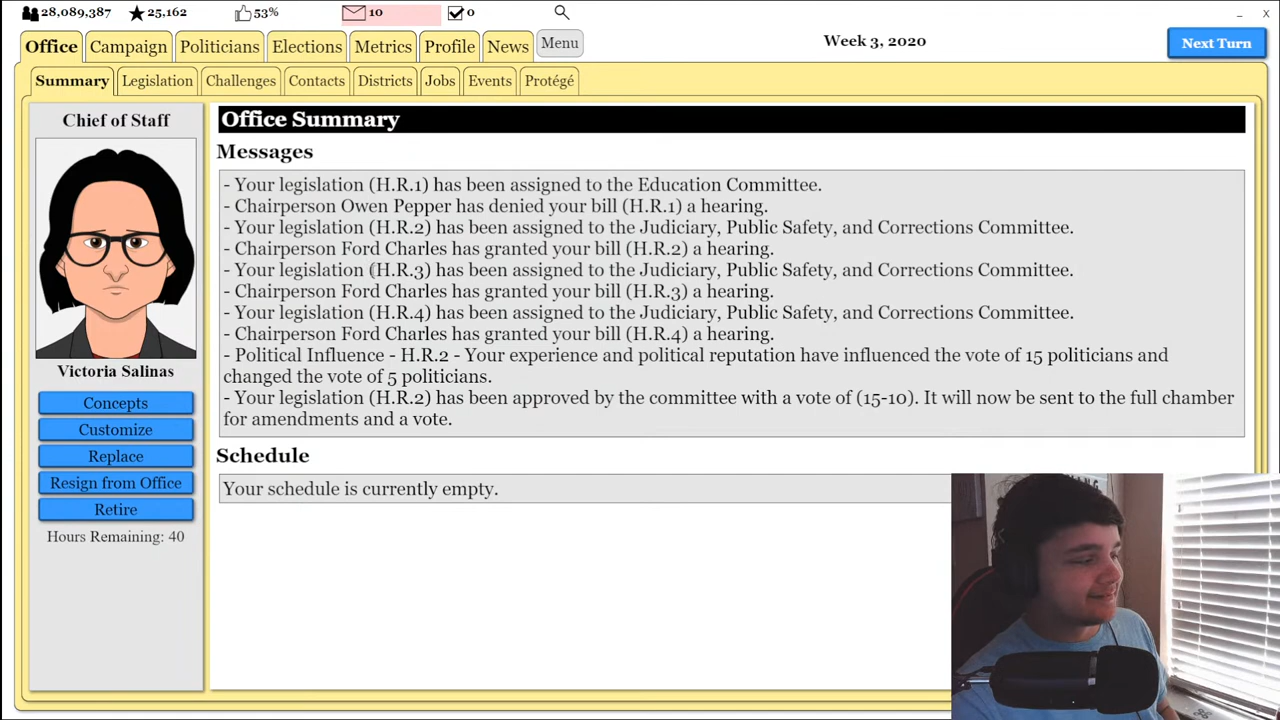 28,089,387 25,162 53% 10 0
Office Campaign Politicians Elections Metrics Profile News Menu Week 3, 2020 Next Turn
Summary Legislation Challenges Contacts Districts Jobs Events Protégé
Chief of Staff
Victoria Salinas
Concepts
Customize
Replace
Resign from Office
Retire
Hours Remaining: 40
Office Summary
Messages
- Your legislation (H.R.1) has been assigned to the Education Committee.
- Chairperson Owen Pepper has denied your bill (H.R.1) a hearing.
- Your legislation (H.R.2) has been assigned to the Judiciary, Public Safety, and Corrections Committee.
- Chairperson Ford Charles has granted your bill (H.R.2) a hearing.
- Your legislation (H.R.3) has been assigned to the Judiciary, Public Safety, and Corrections Committee.
- Chairperson Ford Charles has granted your bill (H.R.3) a hearing.
- Your legislation (H.R.4) has been assigned to the Judiciary, Public Safety, and Corrections Committee.
- Chairperson Ford Charles has granted your bill (H.R.4) a hearing.
- Political Influence - H.R.2 - Your experience and political reputation have influenced the vote of 15 politicians and
changed the vote of 5 politicians.
- Your legislation (H.R.2) has been approved by the committee with a vote of (15-10). It will now be sent to the full chamber
for amendments and a vote.
Schedule
Your schedule is currently empty.